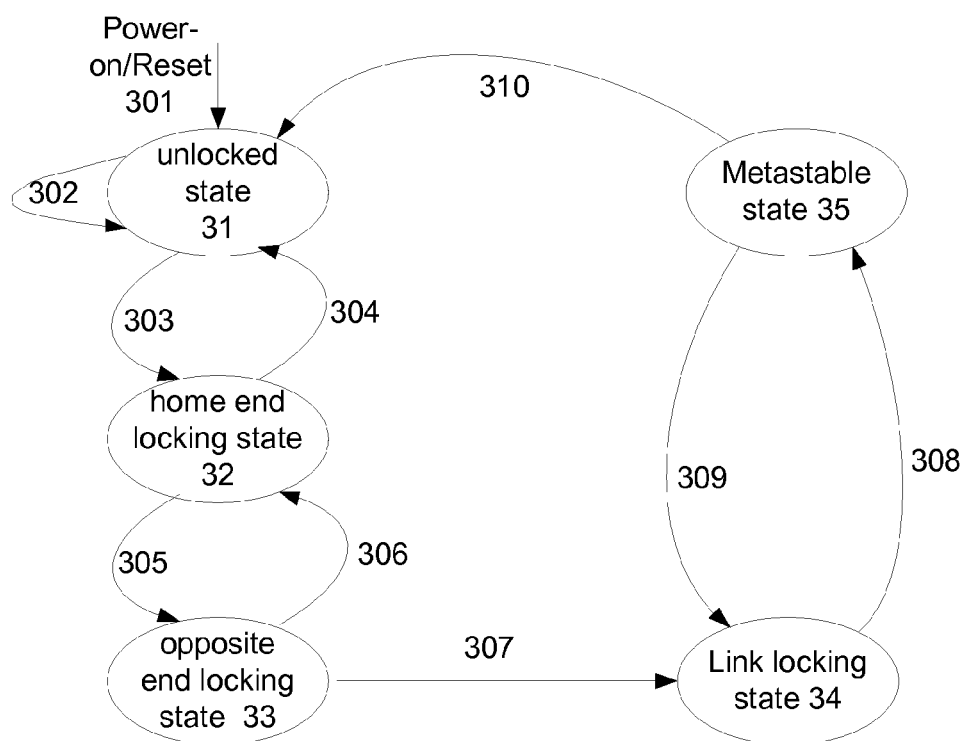 Power-
on/Reset
301
310
unlocked
state
31
302
Metastable
state 35
303
304
home end
locking state
32
309
308
305
306
opposite
end locking
state 33
307
Link locking
state 34